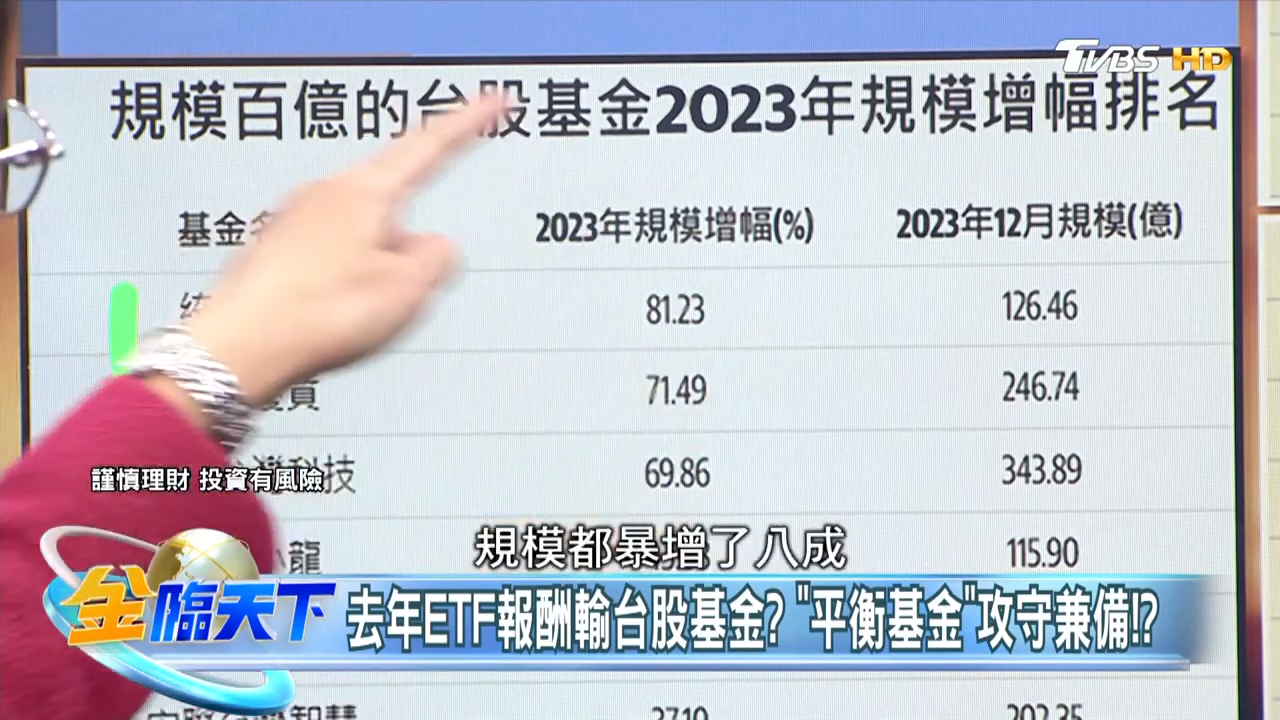 TVBS HD
規模百億的台股基金2023年規模增幅排名
基金 2023年規模增幅(%) 2023年12月規模(億)
81.23 126.46
71.49 246.74
科技 69.86 343.89
謹慎理財 投資有風險
規模都暴增了八成
龍 115.90
金臨天下
去年ETF報酬輸台股基金? "平衡基金"攻守兼備!?